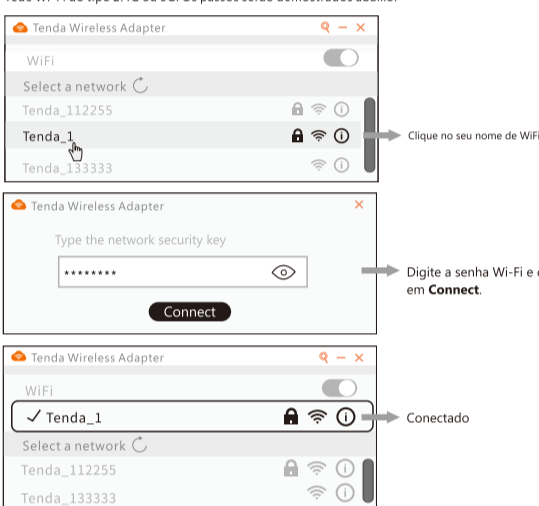 Tenda Wireless Adapter
WiFi
Select a network
Tenda_112255
Tenda_1
Clique no seu nome de WiFi
Tenda_133333
Tenda Wireless Adapter
Type the network security key
********
Digite a senha Wi-Fi e
em Connect.
Connect
Tenda Wireless Adapter
WiFi
Tenda_1
Conectado
Select a network
Tenda_112255
Tenda_133333